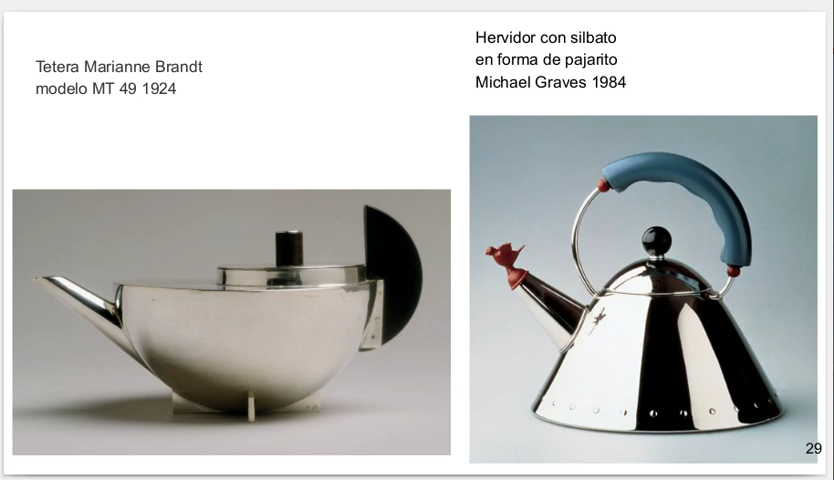 Tetera Marianne Brandt
modelo MT 49 1924
Hervidor con silbato
en forma de pajarito
Michael Graves 1984
29